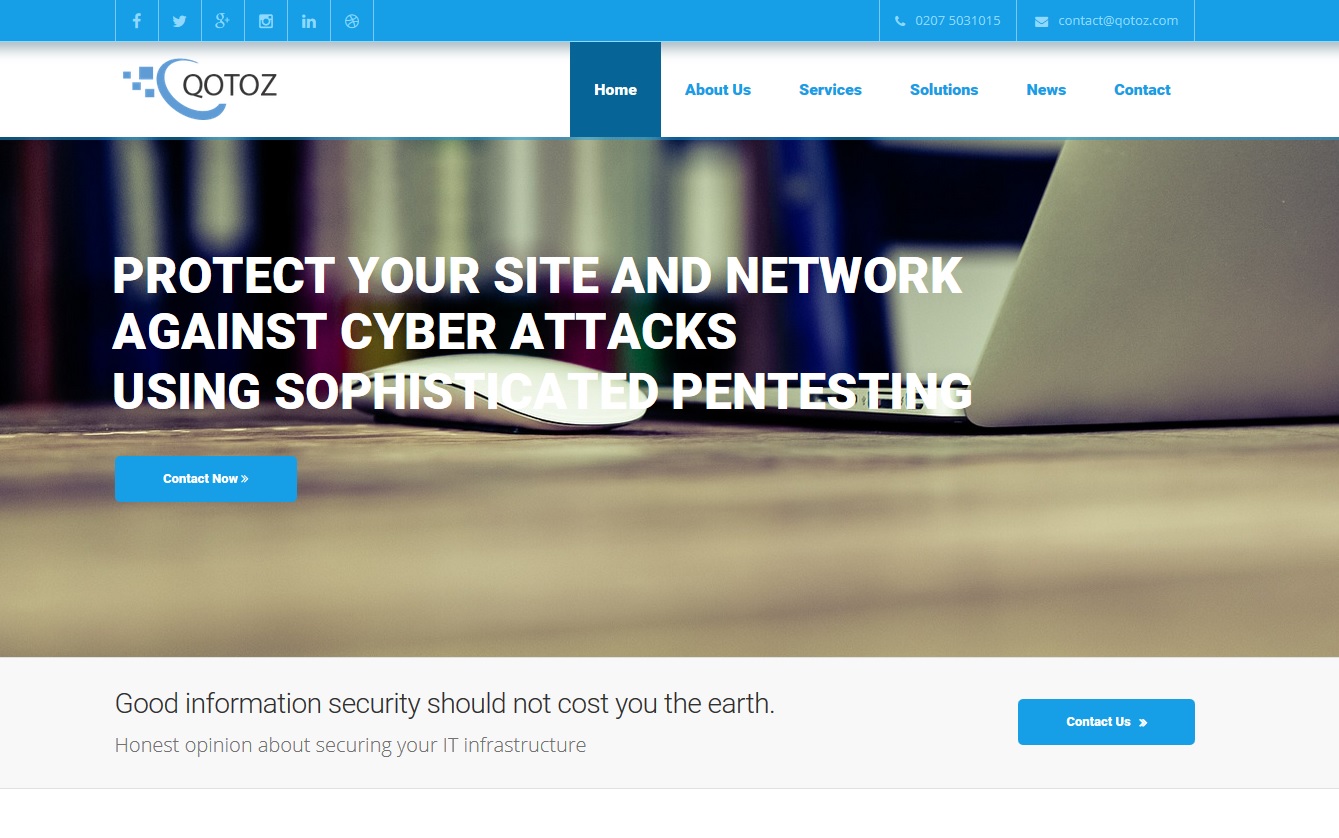 0207 5031015
contact@qotoz.com
QOTOZ
Home
About Us
Services
Solutions
News
Contact
PROTECT YOUR SITE AND NETWORK
AGAINST CYBER ATTACKS
USING SOPHISTICATED PENTESTING
Contact Now »
Good information security should not cost you the earth.
Honest opinion about securing your IT infrastructure
Contact Us »